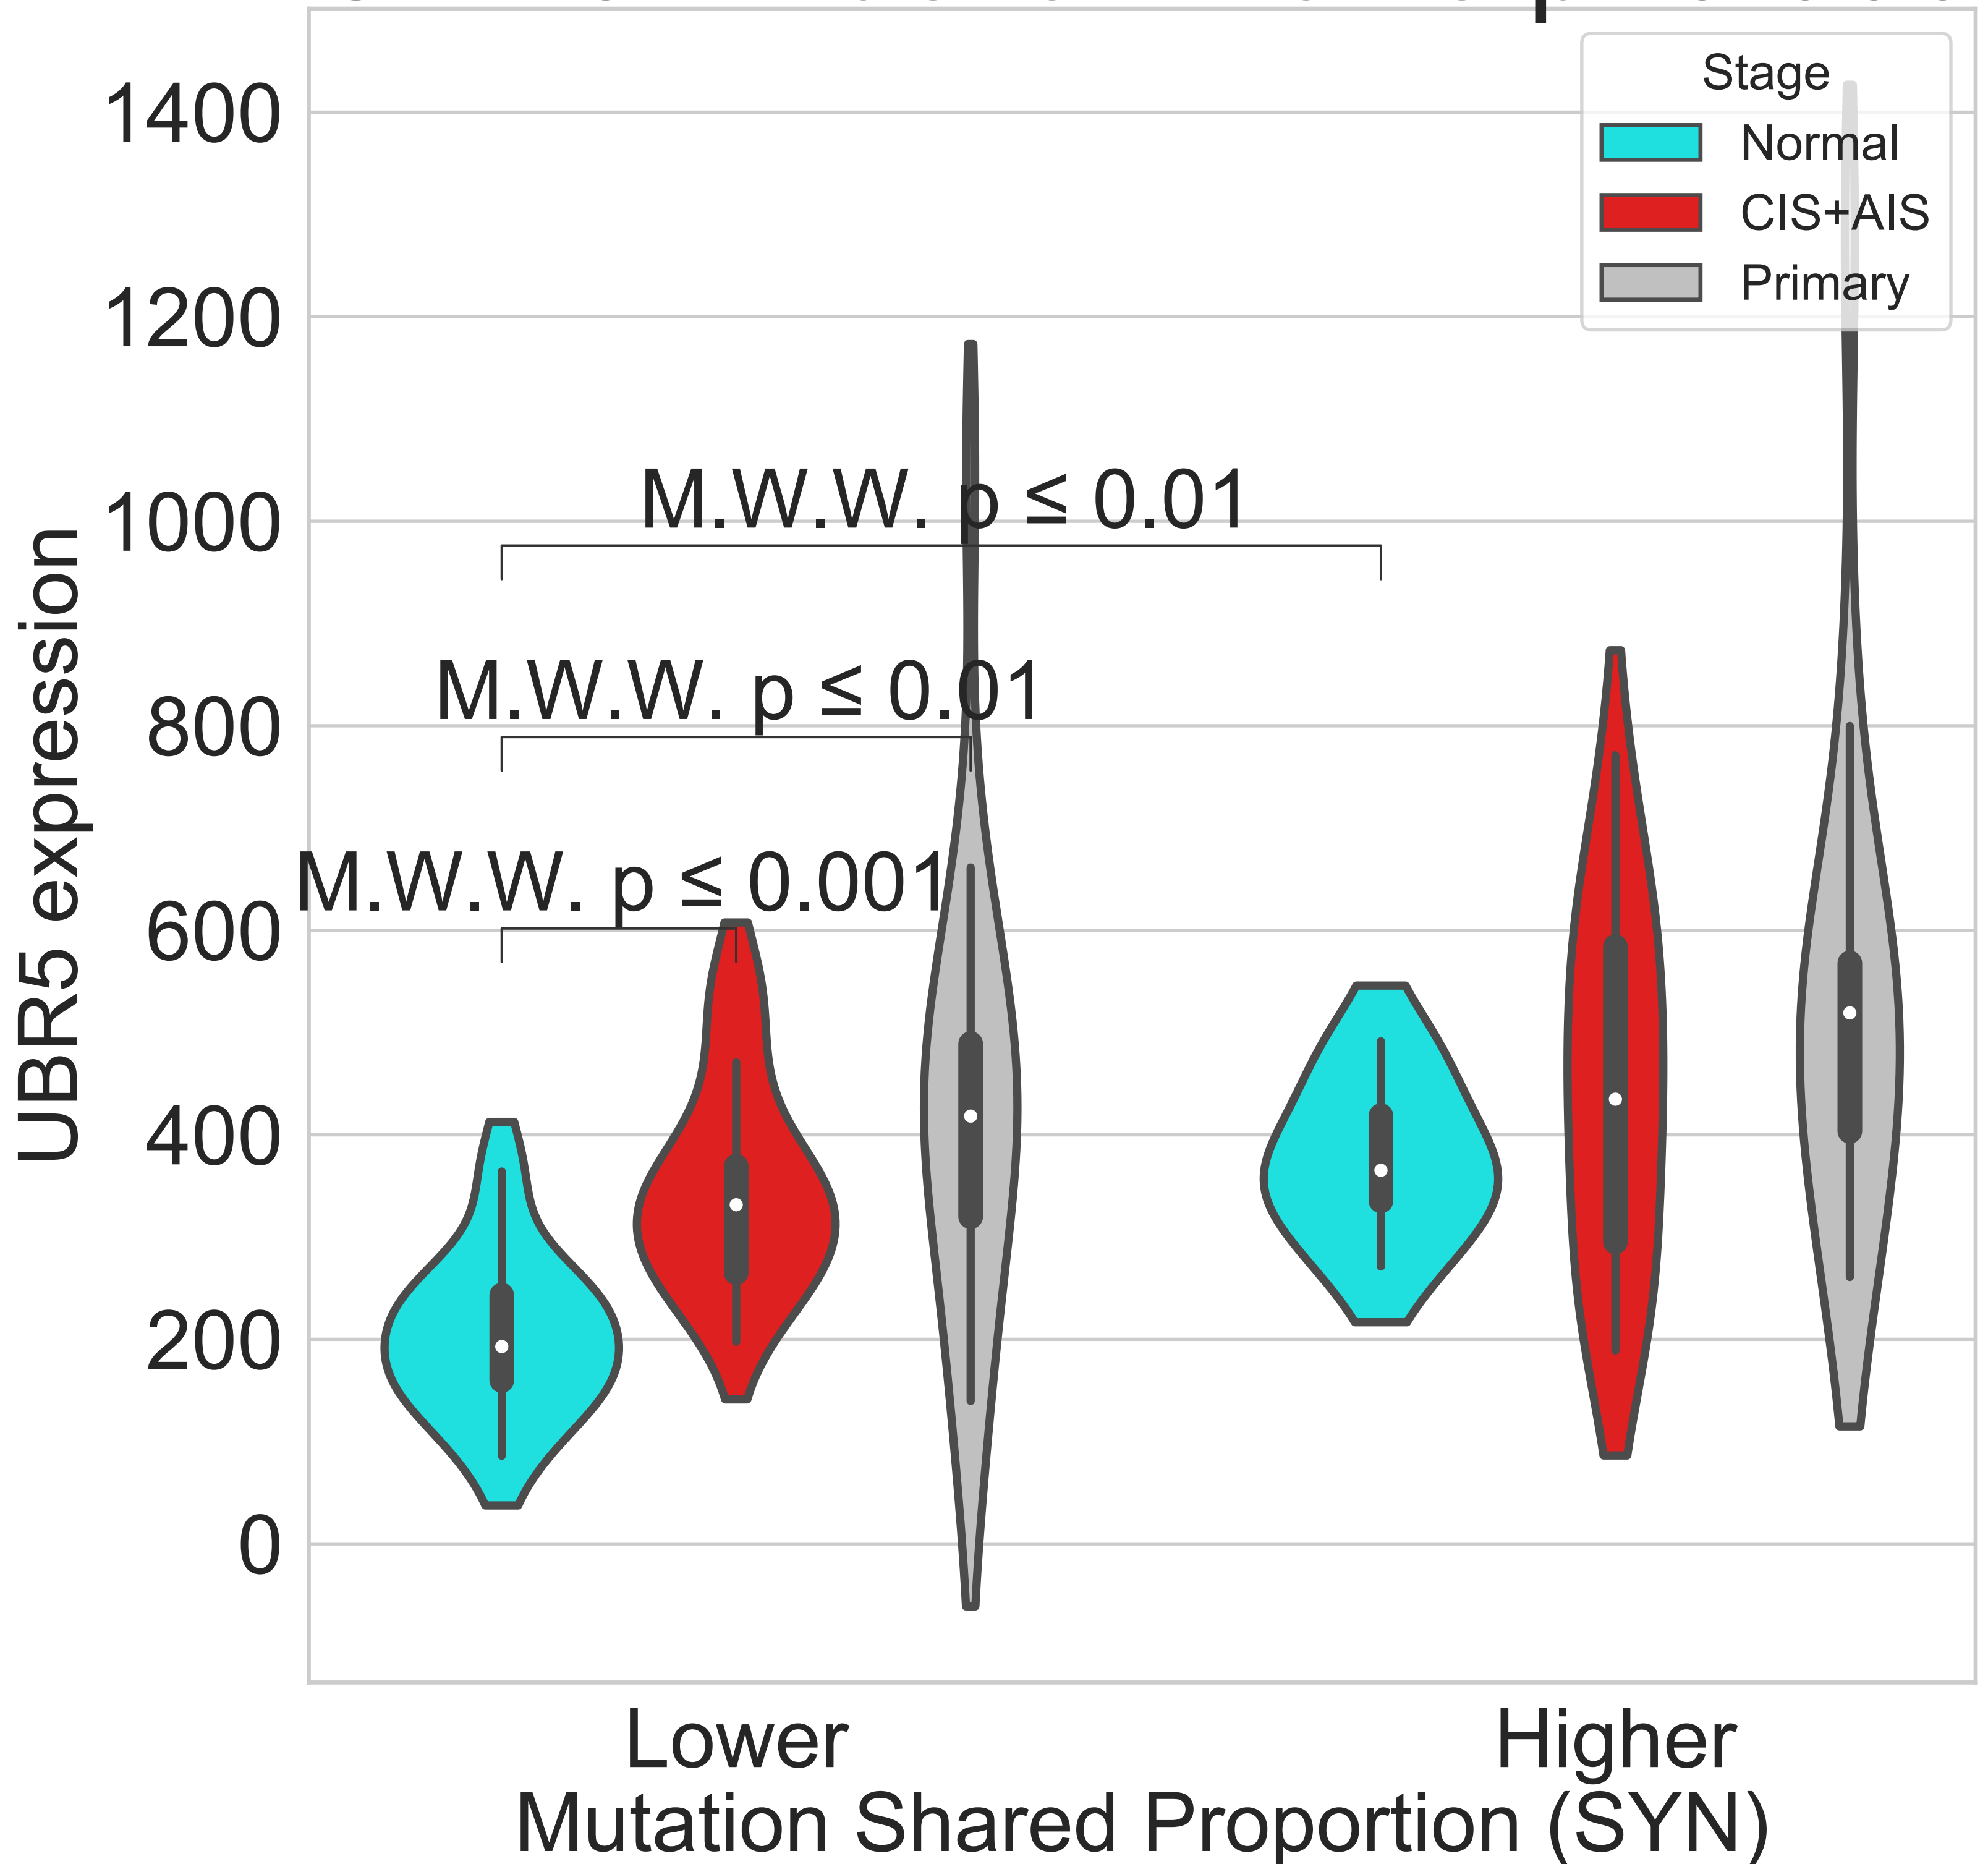 Stage
Normal
CIS+AIS
Primary
1400
1200
1000
800
600
400
200
0
UBR5 expression
M.W.W. p ≤ 0.01
M.W.W. p ≤ 0.01
M.W.W. p ≤ 0.001
Lower
Higher
Mutation Shared Proportion (SYN)